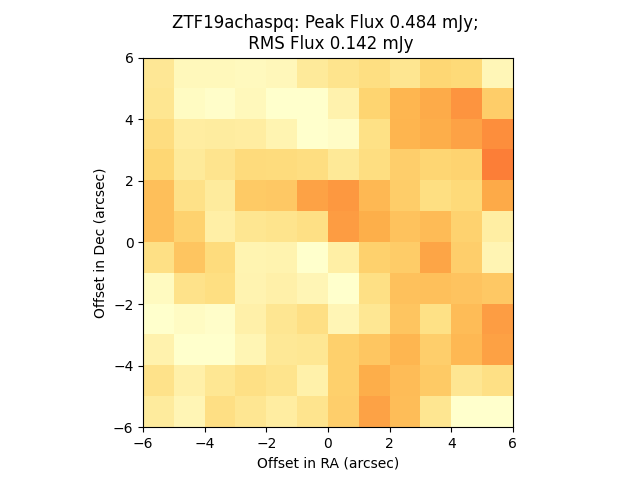 ZTF19achaspq: Peak Flux 0.484 mJy;
RMS Flux 0.142 mJy
6
4
2
0
−2
−4
−6
Offset in Dec (arcsec)
−6 −4 −2 0 2 4 6
Offset in RA (arcsec)